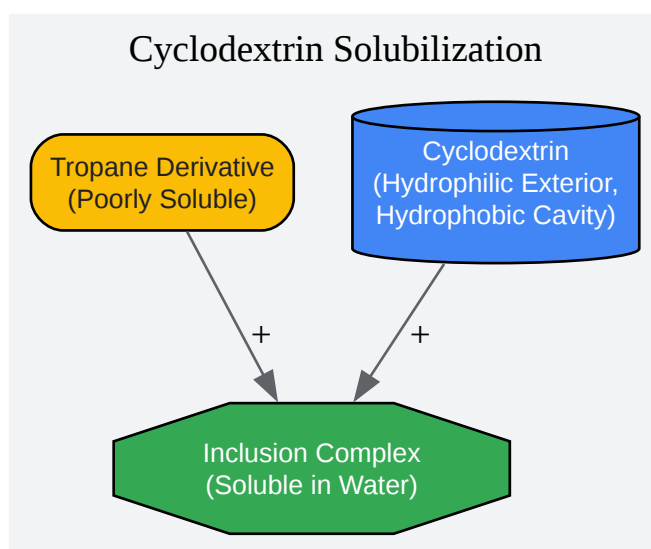 Cyclodextrin Solubilization
Tropane Derivative
(Poorly Soluble)
Cyclodextrin
(Hydrophilic Exterior,
Hydrophobic Cavity)
+
+
Inclusion Complex
(Soluble in Water)